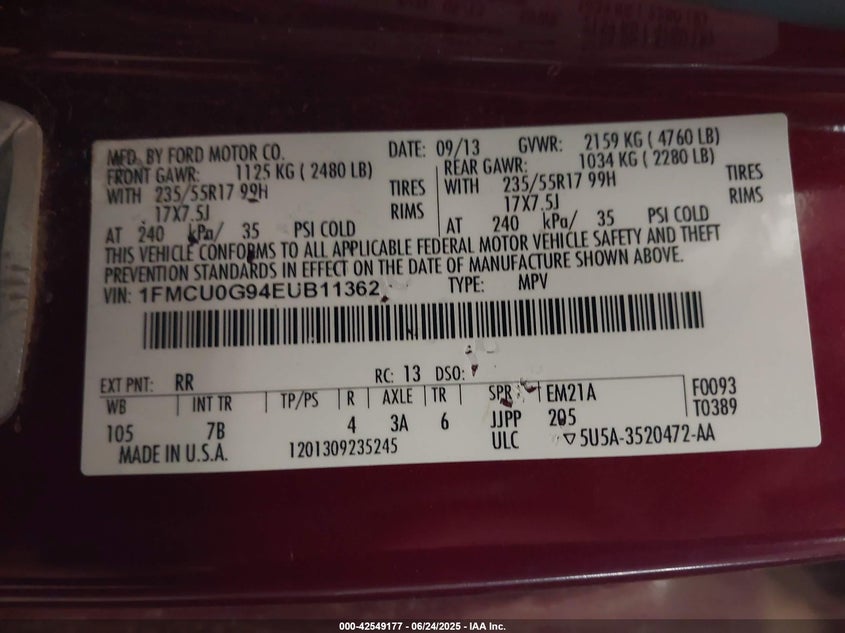 MFD. BY FORD MOTOR CO. DATE: 09/13 GVWR: 2159 KG ( 4760 LB)
FRONT GAWR: 1125 KG ( 2480 LB) REAR GAWR: 1034 KG ( 2280 LB)
WITH 235/55R17 99H TIRES WITH 235/55R17 99H TIRES
17X7.5J RIMS 17X7.5J RIMS
AT 240 kPa/ 35 PSI COLD AT 240 kPa/ 35 PSI COLD
THIS VEHICLE CONFORMS TO ALL APPLICABLE FEDERAL MOTOR VEHICLE SAFETY AND THEFT
PREVENTION STANDARDS IN EFFECT ON THE DATE OF MANUFACTURE SHOWN ABOVE.
VIN: 1FMCU0G94EUB11362 TYPE: MPV
EXT PNT: RR RC: 13 DSO:
WB INT TR TP/PS R AXLE TR SPR EM21A F0093
105 7B 4 3A 6 JJPP 205 T0389
MADE IN U.S.A. 1201309235245 ULC ▽5U5A-3520472-AA
000-42549177 - 06/24/2025 - IAA Inc.